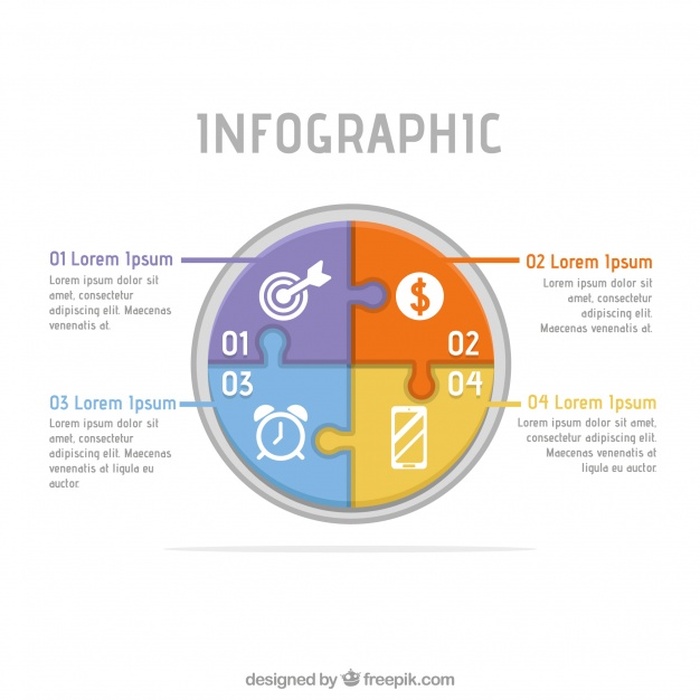 INFOGRAPHIC
01 Lorem Ipsum
Lorem ipsum dolor sit
amet, consectetur
adipiscing elit. Maecenas
venenatis at.
02 Lorem Ipsum
Lorem ipsum dolor
sit amet,
consectetur
adipiscing elit.
Maecenas venenatis at.
01
02
03
04
$
03 Lorem Ipsum
Lorem ipsum dolor sit
amet, consectetur
adipiscing elit. Maecenas
venenatis at ligula eu
auctor.
04 Lorem Ipsum
Lorem ipsum dolor sit amet,
consectetur adipiscing elit.
Maecenas venenatis at
ligula eu auctor.
designed by freepik.com